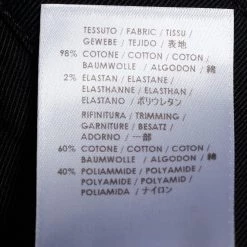 TESSUTO / FABRIC / TISSU /
GEWEBE / TEJIDO / 表地
98% COTONE / COTTON / COTON /
BAUMWOLLE / ALGODON / 綿
2% ELASTAN / ELASTANE /
ELASTHANNE / ELASTHAN /
ELASTANO / ポリウレタン
RIFINITURA / TRIMMING /
GARNITURE / BESATZ /
ADORNO / 一部
60% COTONE / COTTON / COTON /
BAUMWOLLE / ALGODON / 綿
40% POLIAMMIDE / POLYAMIDE /
POLYAMID / POLYAMIDE /
POLIAMIDA / ナイロン